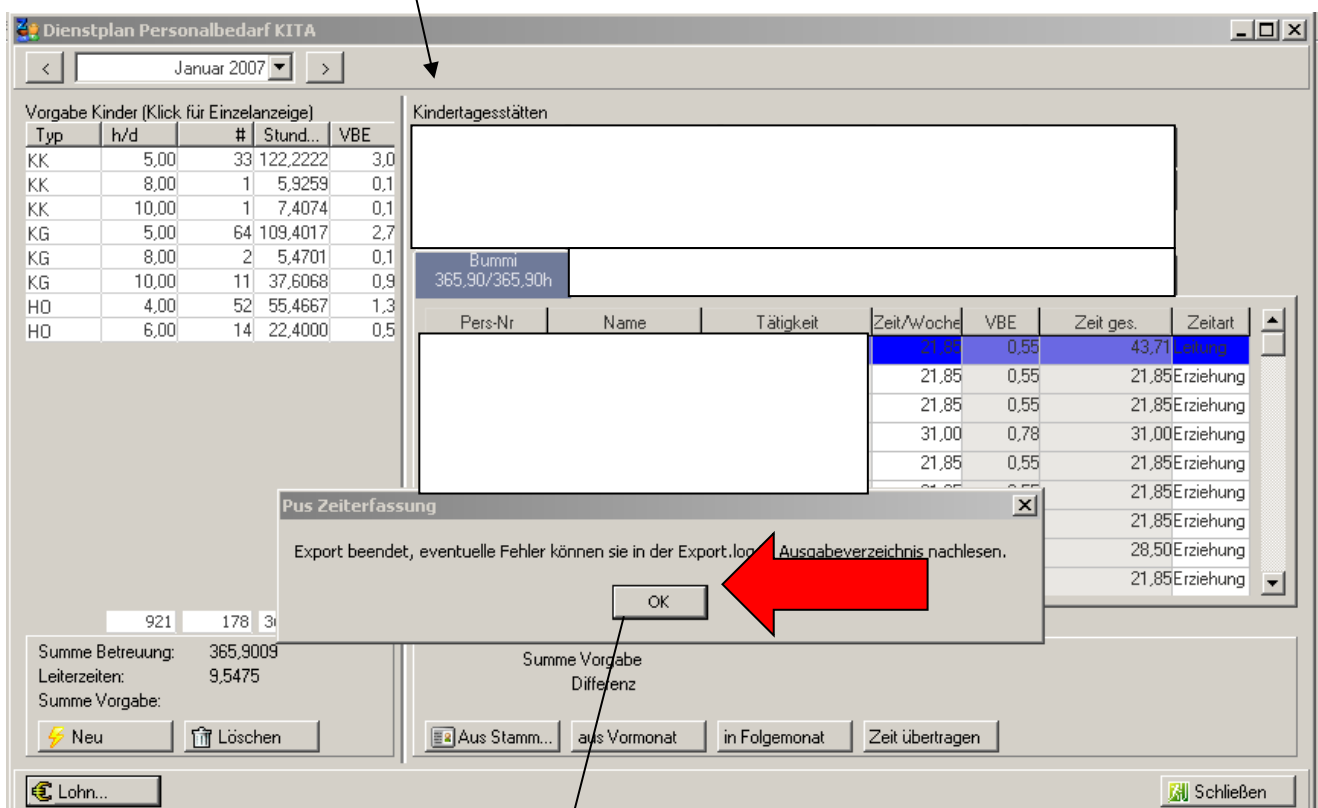 Dienstplan Personalbedarf KITA
< Januar 2007 >
Vorgabe Kinder (Klick für Einzelanzeige)
Typ h/d # Stund... VBE
KK 5,00 33 122,2222 3,0
KK 8,00 1 5,9259 0,1
KK 10,00 1 7,4074 0,1
KG 5,00 64 109,4017 2,7
KG 8,00 2 5,4701 0,1
KG 10,00 11 37,6068 0,9
HO 4,00 52 55,4667 1,3
HO 6,00 14 22,4000 0,5
921 178
Summe Betreuung: 365,9009
Leiterzeiten: 9,5475
Summe Vorgabe:
Neu Löschen
Kindertagesstätten
Bummi
365,90/365,90h
Pers-Nr Name Tätigkeit Zeit/Woche VBE Zeit ges. Zeitart
21,85 0,55 43,71 Leitung
21,85 0,55 21,85 Erziehung
21,85 0,55 21,85 Erziehung
31,00 0,78 31,00 Erziehung
21,85 0,55 21,85 Erziehung
21,85 Erziehung
21,85 Erziehung
28,50 Erziehung
21,85 Erziehung
Pus Zeiterfassung
Export beendet, eventuelle Fehler können sie in der Export.log Ausgabeverzeichnis nachlesen.
OK
Summe Vorgabe
Differenz
Aus Stamm... aus Vormonat in Folgemonat Zeit übertragen
Lohn... Schließen